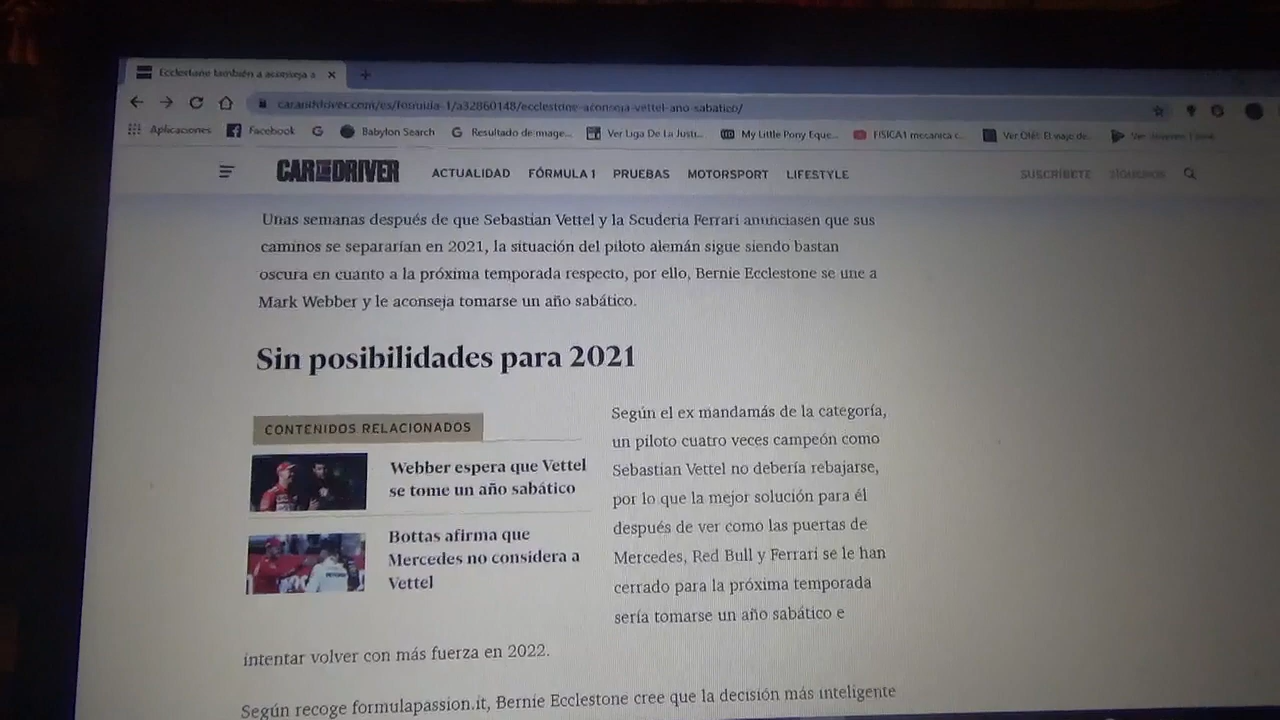 Ecclestone también a aconseja a
carandriver.com/es/formula-1/a32860148/ecclestone-aconseja-vettel-ano-sabatico/
Aplicaciones Facebook Babylon Search Resultado de image... Ver Liga De La Justi... My Little Pony Eque... FISICA1 mecanica c... Ver Olé! El viaje de...
CAR AND DRIVER ACTUALIDAD FÓRMULA 1 PRUEBAS MOTORSPORT LIFESTYLE SUSCRÍBETE SÍGUENOS
Unas semanas después de que Sebastian Vettel y la Scuderia Ferrari anunciasen que sus
caminos se separarían en 2021, la situación del piloto alemán sigue siendo bastan
oscura en cuanto a la próxima temporada respecto, por ello, Bernie Ecclestone se une a
Mark Webber y le aconseja tomarse un año sabático.
Sin posibilidades para 2021
CONTENIDOS RELACIONADOS
Webber espera que Vettel
se tome un año sabático
Bottas afirma que
Mercedes no considera a
Vettel
Según el ex mandamás de la categoría,
un piloto cuatro veces campeón como
Sebastian Vettel no debería rebajarse,
por lo que la mejor solución para él
después de ver como las puertas de
Mercedes, Red Bull y Ferrari se le han
cerrado para la próxima temporada
sería tomarse un año sabático e
intentar volver con más fuerza en 2022.
Según recoge formulapassion.it, Bernie Ecclestone cree que la decisión más inteligente